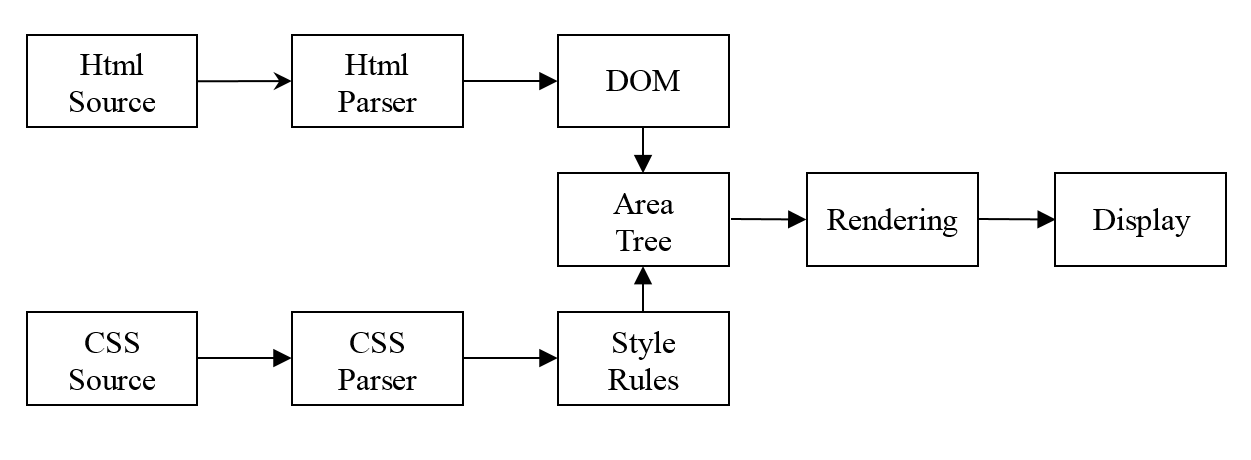 Html
Source
Html
Parser
DOM
Area
Tree
Rendering
Display
CSS
Source
CSS
Parser
Style
Rules